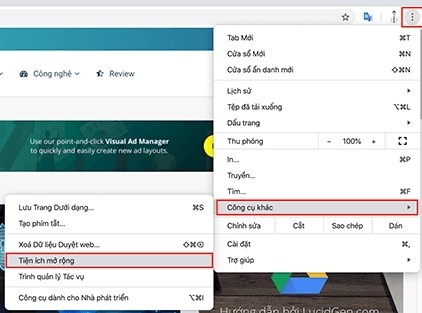 Tab Mới ⌘T
Cửa sổ Mới ⌘N
Cửa sổ ẩn danh mới ⇧⌘N
Lịch sử
Tệp đã tải xuống ⌥⌘L
Dấu trang
Thu phóng − 100% +
In... ⌘P
Truyền...
Tìm... ⌘F
Công cụ khác
Chỉnh sửa Cắt Sao chép Dán
Cài đặt ⌘,
Trợ giúp
Công nghệ Review
Use our point-and-click Visual Ad Manager
to quickly and easily create new ad layouts.
Lưu Trang Dưới dạng... ⌘S
Tạo phím tắt...
Xoá Dữ liệu Duyệt web... ⇧⌘⌫
Tiện ích mở rộng
Trình quản lý Tác vụ
Công cụ dành cho Nhà phát triển ⌥⌘I
Hướng dẫn bởi LucidGen.com